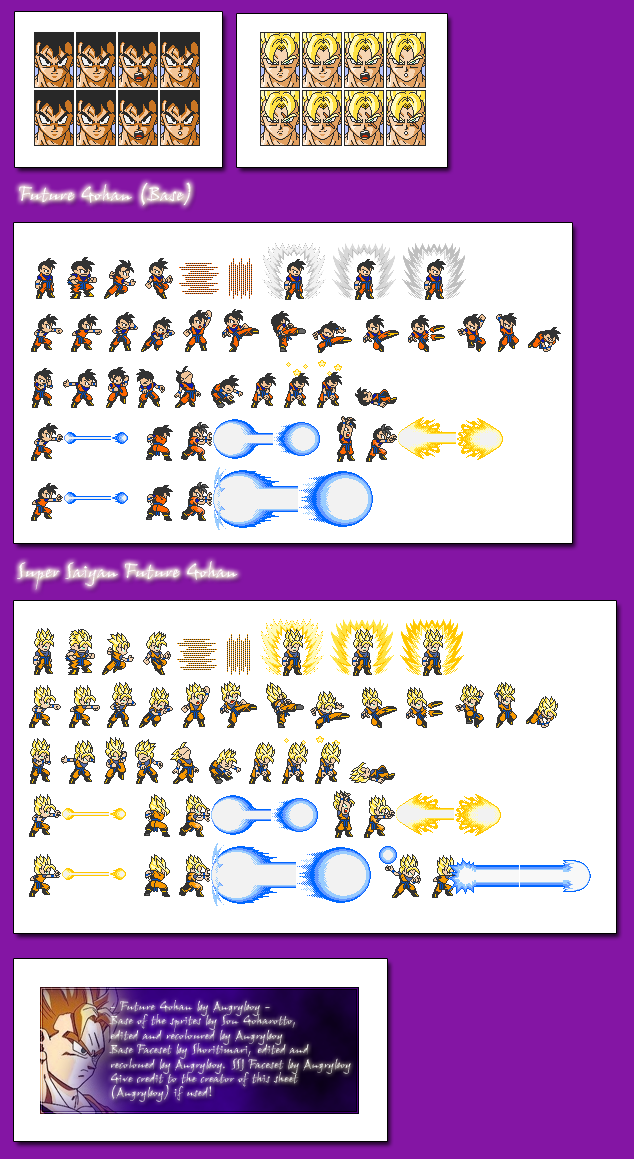 Future Gohan (Base)
Super Saiyan Future Gohan
- Future Gohan by Angryboy -
Base of the sprites by Son Goharotto,
edited and recoloured by Angryboy
Base Faceset by Shoritimari, edited and
recoloured by Angryboy. SSJ Faceset by Angryboy
Give credit to the creator of this sheet
(Angryboy) if used!